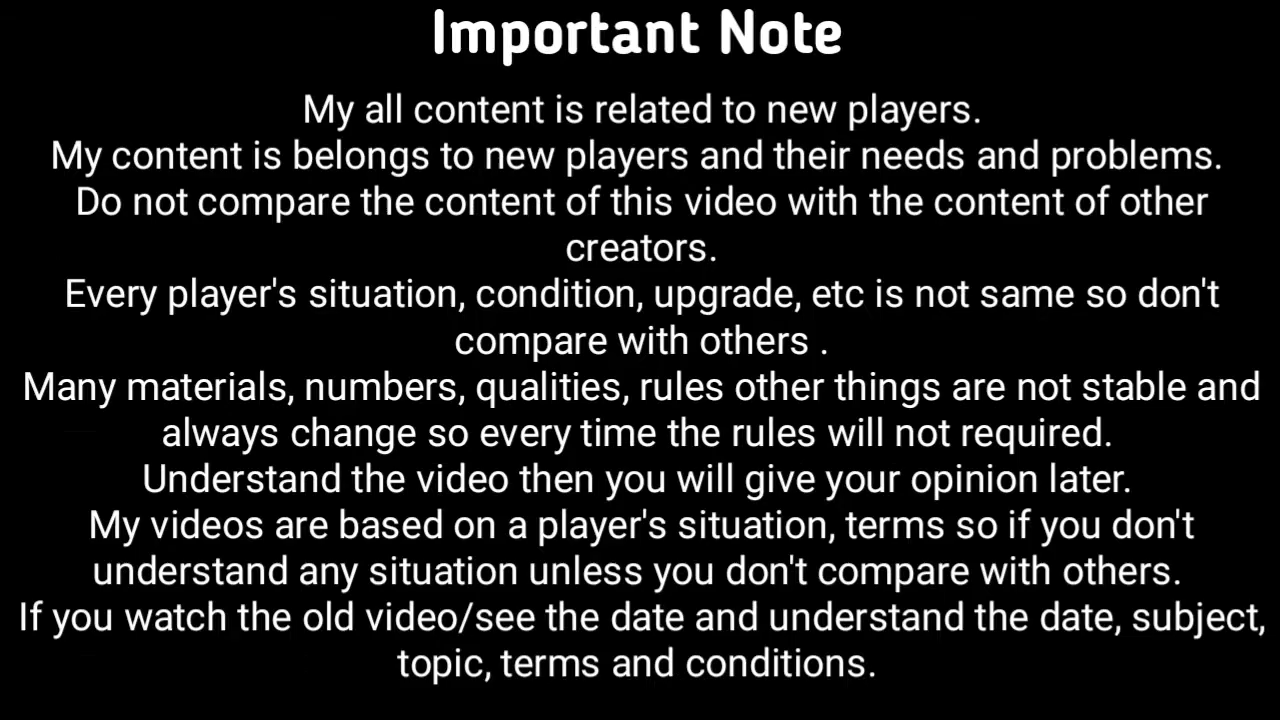 Important Note
My all content is related to new players.
My content is belongs to new players and their needs and problems.
Do not compare the content of this video with the content of other
creators.
Every player's situation, condition, upgrade, etc is not same so don't
compare with others .
Many materials, numbers, qualities, rules other things are not stable and
always change so every time the rules will not required.
Understand the video then you will give your opinion later.
My videos are based on a player's situation, terms so if you don't
understand any situation unless you don't compare with others.
If you watch the old video/see the date and understand the date, subject,
topic, terms and conditions.